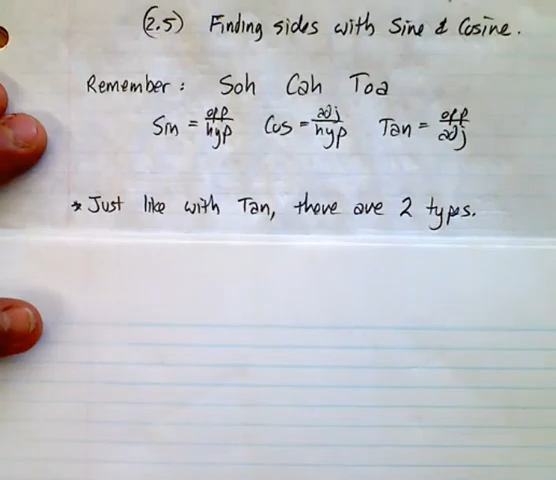 (2.5) Finding sides with Sine & Cosine.
Remember: Soh Cah Toa
Sin = opp/hyp Cos = adj/hyp Tan = opp/adj
* Just like with Tan, there are 2 types.